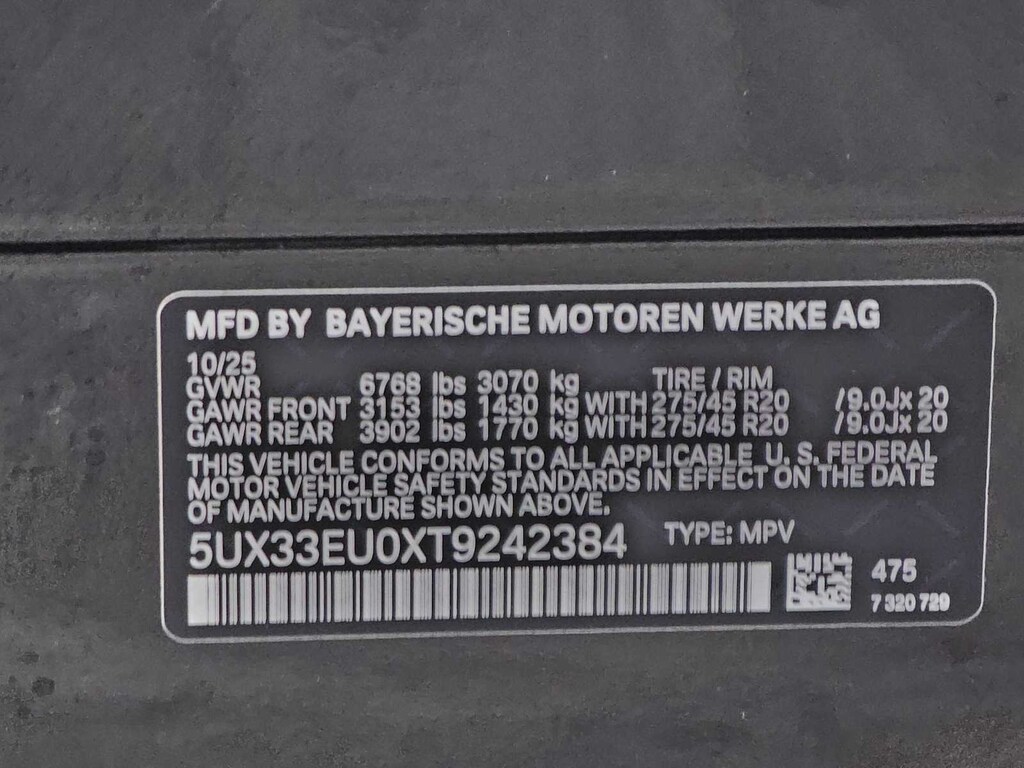 MFD BY BAYERISCHE MOTOREN WERKE AG
10/25
GVWR 6768 lbs 3070 kg TIRE / RIM
GAWR FRONT 3153 lbs 1430 kg WITH 275/45 R20 /9.0Jx 20
GAWR REAR 3902 lbs 1770 kg WITH 275/45 R20 /9.0Jx 20
THIS VEHICLE CONFORMS TO ALL APPLICABLE U. S. FEDERAL
MOTOR VEHICLE SAFETY STANDARDS IN EFFECT ON THE DATE
OF MANUFACTURE SHOWN ABOVE.
5UX33EU0XT9242384 TYPE: MPV
475
7 320 720